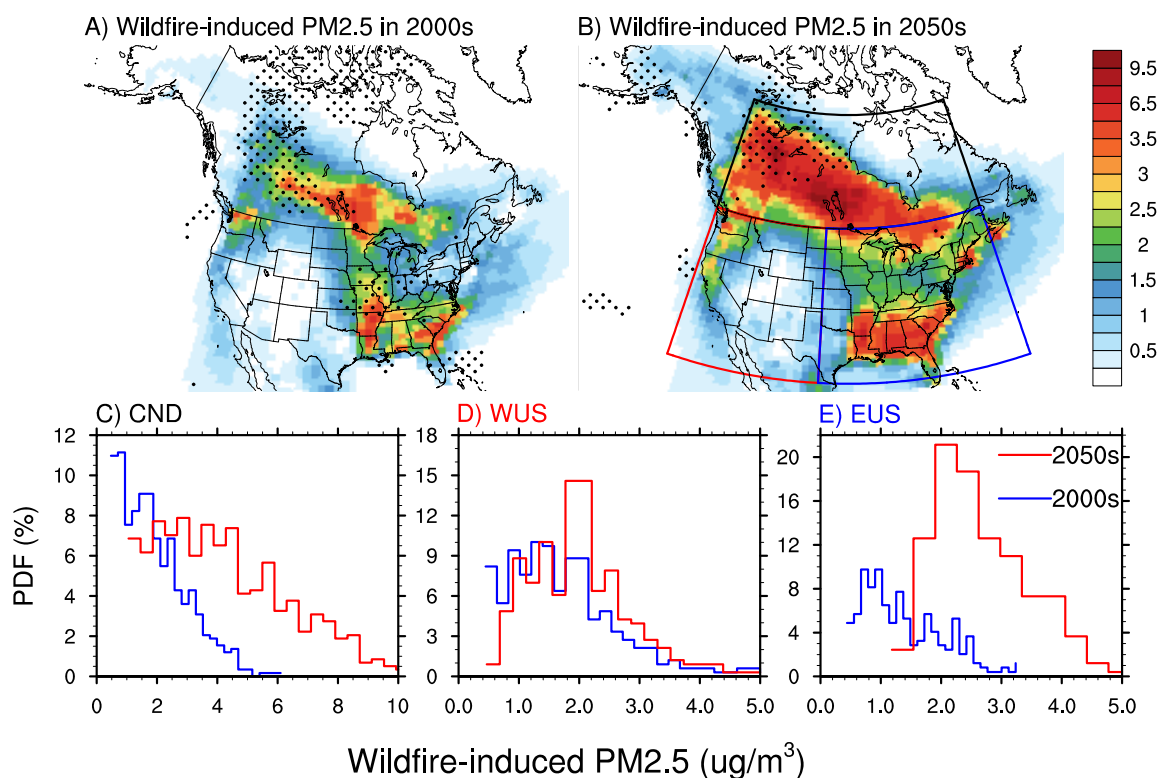 A) Wildfire-induced PM2.5 in 2000s
B) Wildfire-induced PM2.5 in 2050s
9.5
6.5
3.5
3
2.5
2
1.5
1
0.5
C) CND
D) WUS
E) EUS
PDF (%)
12
10
8
6
4
2
0
0 2 4 6 8 10
18
15
12
9
6
3
0
0.0 1.0 2.0 3.0 4.0 5.0
20
16
12
8
4
0
0.0 1.0 2.0 3.0 4.0 5.0
2050s
2000s
Wildfire-induced PM2.5 (ug/m³)